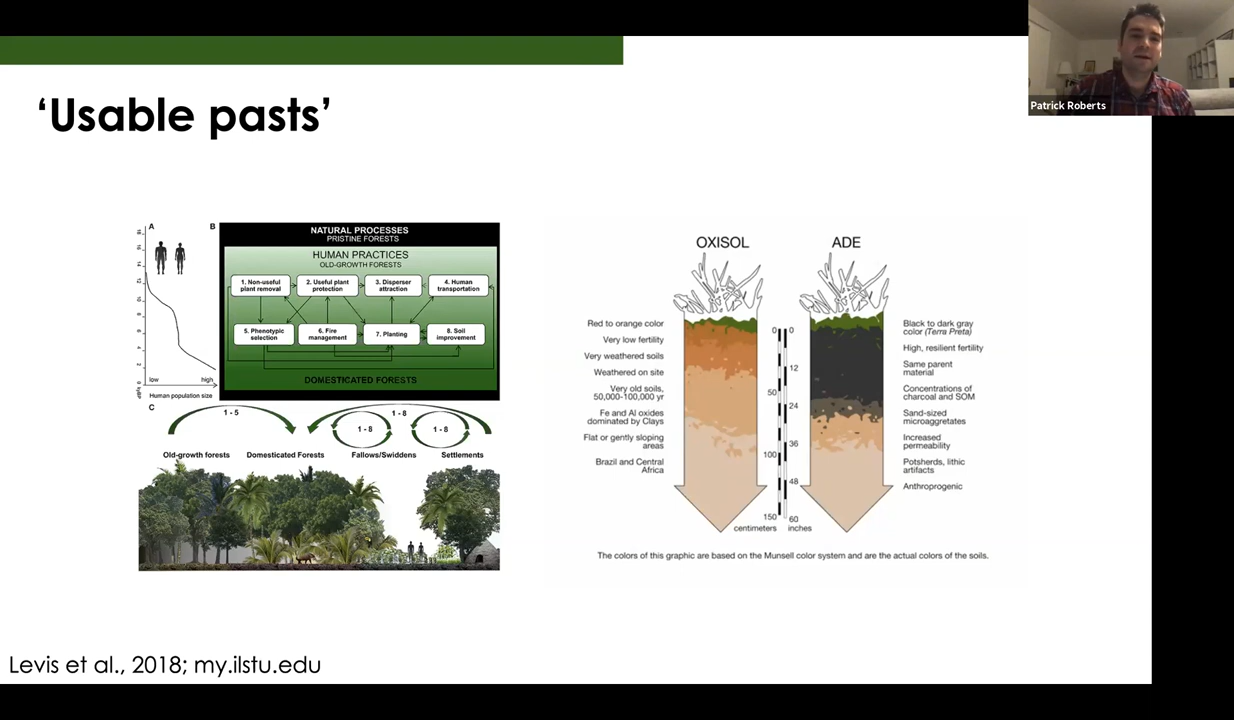 Patrick Roberts
‘Usable pasts’
A
B
low
high
Human population size
NATURAL PROCESSES
PRISTINE FORESTS
HUMAN PRACTICES
OLD-GROWTH FORESTS
1. Non-useful
plant removal
2. Useful plant
protection
3. Disperser
attraction
4. Human
transportation
5. Phenotypic
selection
6. Fire
management
7. Planting
8. Soil
improvement
DOMESTICATED FORESTS
C
1 - 5
1 - 8
1 - 8
1 - 8
Old-growth forests
Domesticated Forests
Fallows/Swiddens
Settlements
OXISOL
ADE
Red to orange color
Very low fertility
Very weathered soils
Weathered on site
Very old soils,
50,000-100,000 yr
Fe and Al oxides
dominated by Clays
Flat or gently sloping
areas
Brazil and Central
Africa
0
50
100
150
centimeters
0
12
24
36
48
60
inches
Black to dark gray
color (Terra Preta)
High, resilient fertility
Same parent
material
Concentrations of
charcoal and SOM
Sand-sized
microaggretates
Increased
permeability
Potsherds, lithic
artifacts
Anthropogenic
The colors of this graphic are based on the Munsell color system and are the actual colors of the soils.
Levis et al., 2018; my.ilstu.edu